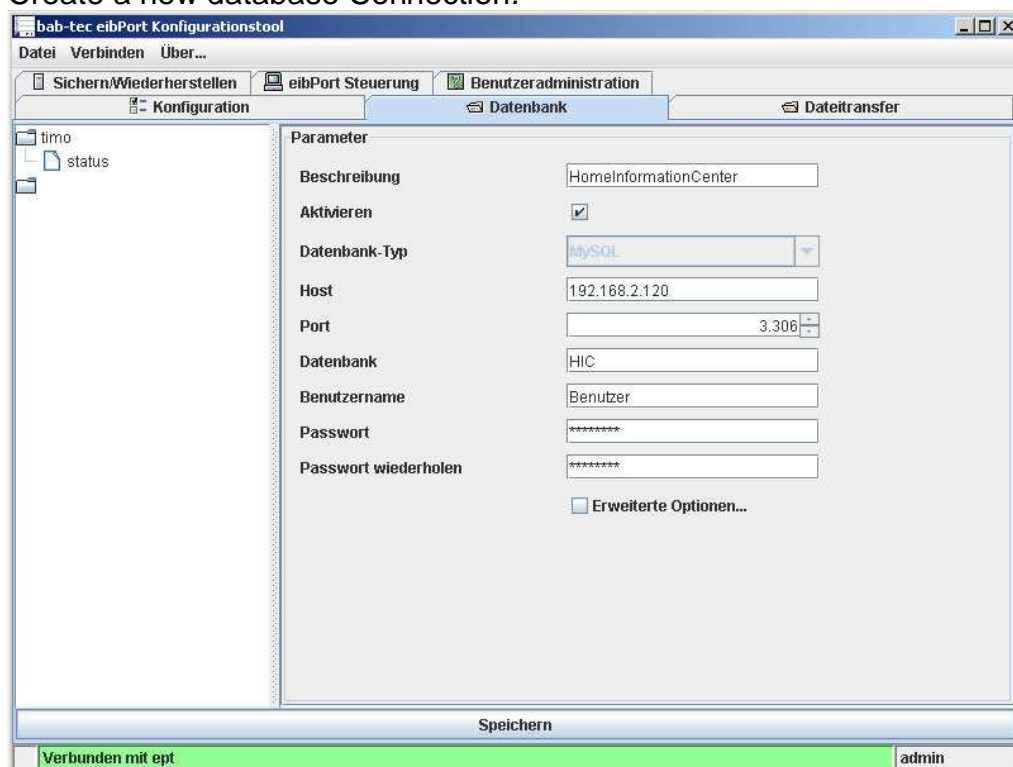 Create a new database Connection:
bab-tec eibPort Konfigurationstool
Datei Verbinden Über...
Sichern/Wiederherstellen eibPort Steuerung Benutzeradministration
Konfiguration Datenbank Dateitransfer
timo
status
Parameter
Beschreibung HomeInformationCenter
Aktivieren
Datenbank-Typ MySQL
Host 192.168.2.120
Port 3.306
Datenbank HIC
Benutzername Benutzer
Passwort ********
Passwort wiederholen ********
Erweiterte Optionen...
Speichern
Verbunden mit ept admin